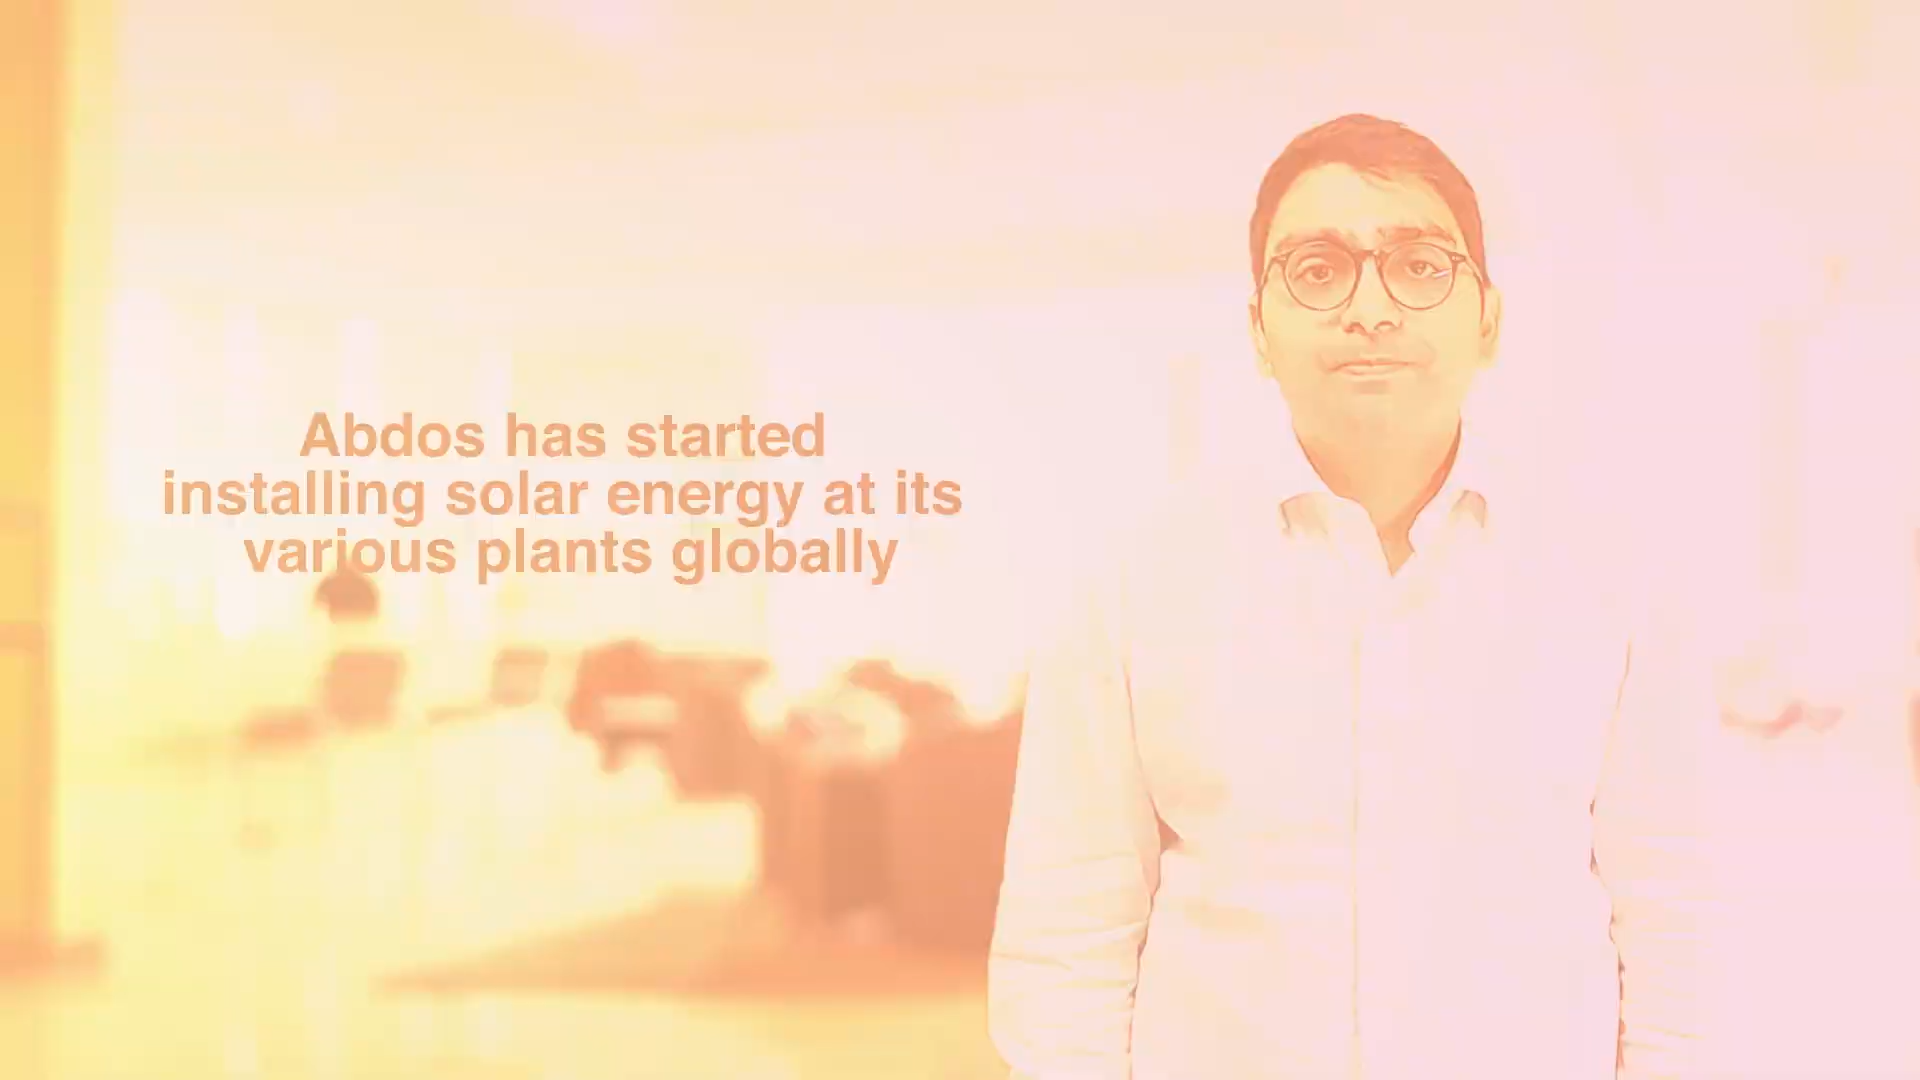 Abdos has started
installing solar energy at its
various plants globally